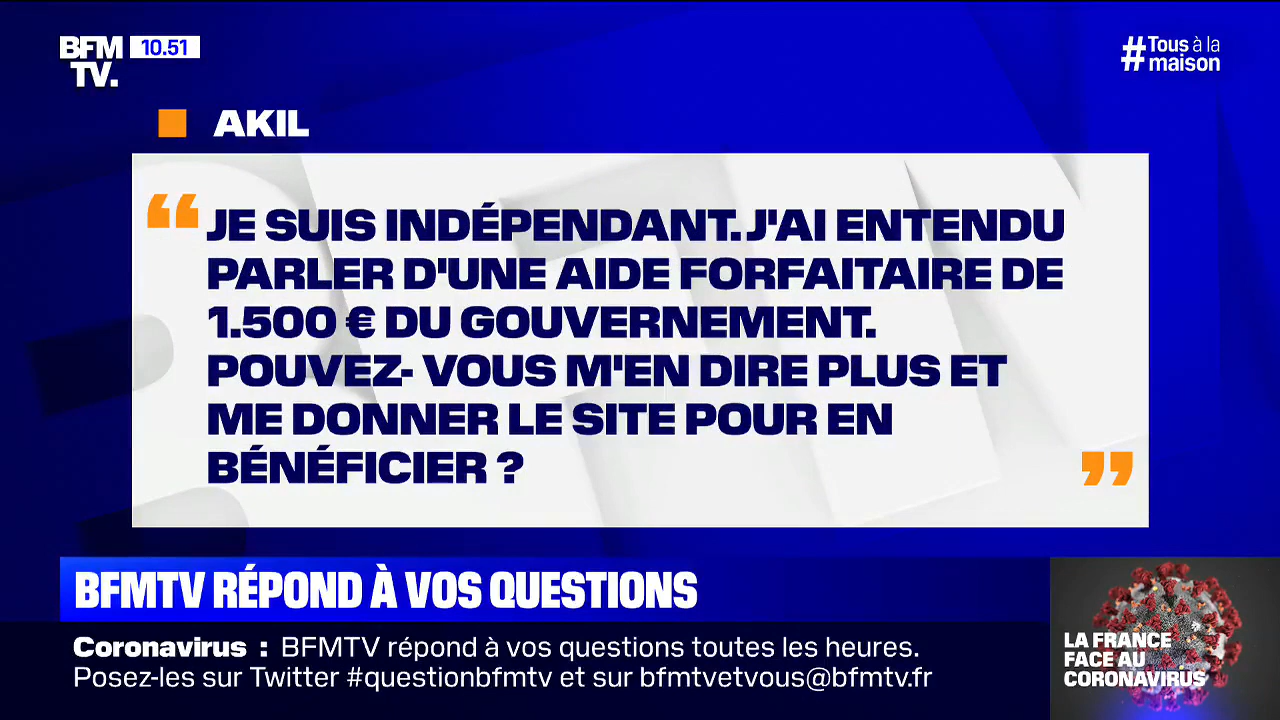 BFM
TV.
10.51
#Tous à la
maison
AKIL
“JE SUIS INDÉPENDANT. J'AI ENTENDU
PARLER D'UNE AIDE FORFAITAIRE DE
1.500 € DU GOUVERNEMENT.
POUVEZ- VOUS M'EN DIRE PLUS ET
ME DONNER LE SITE POUR EN
BÉNÉFICIER ?”
BFMTV RÉPOND À VOS QUESTIONS
Coronavirus : BFMTV répond à vos questions toutes les heures.
Posez-les sur Twitter #questionbfmtv et sur bfmtvetvous@bfmtv.fr
LA FRANCE
FACE AU
CORONAVIRUS